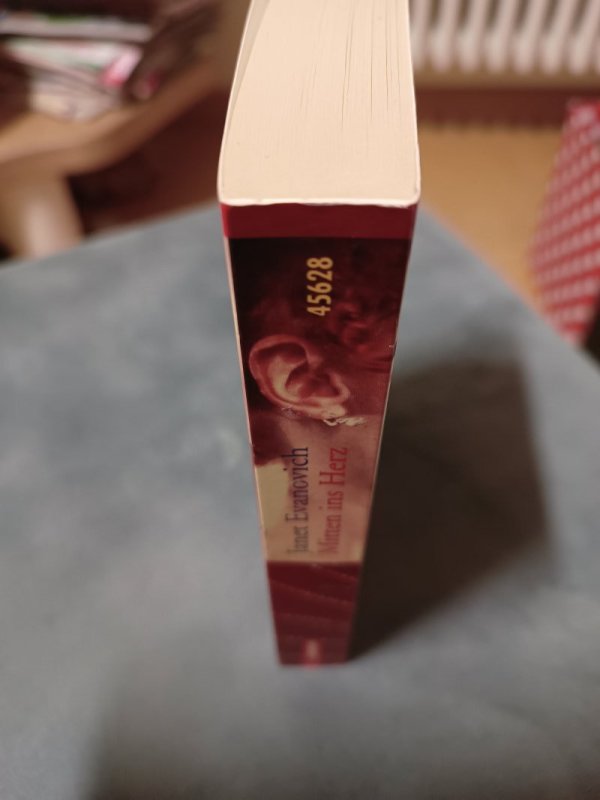 45628
Janet Evanovich
Mitten ins Herz